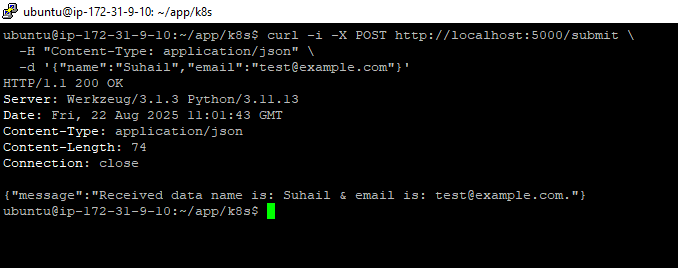 ubuntu@ip-172-31-9-10: ~/app/k8s
ubuntu@ip-172-31-9-10:~/app/k8s$ curl -i -X POST http://localhost:5000/submit \
  -H "Content-Type: application/json" \
  -d '{"name":"Suhail","email":"test@example.com"}'
HTTP/1.1 200 OK
Server: Werkzeug/3.1.3 Python/3.11.13
Date: Fri, 22 Aug 2025 11:01:43 GMT
Content-Type: application/json
Content-Length: 74
Connection: close

{"message":"Received data name is: Suhail & email is: test@example.com."}
ubuntu@ip-172-31-9-10:~/app/k8s$